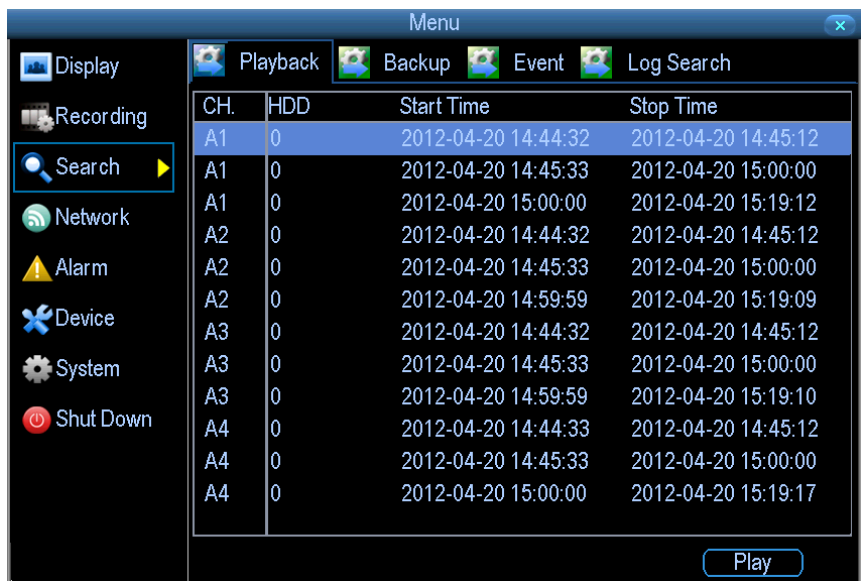 Menu
Display
Recording
Search
Network
Alarm
Device
System
Shut Down
Playback Backup Event Log Search
CH. HDD Start Time Stop Time
A1 0 2012-04-20 14:44:32 2012-04-20 14:45:12
A1 0 2012-04-20 14:45:33 2012-04-20 15:00:00
A1 0 2012-04-20 15:00:00 2012-04-20 15:19:12
A2 0 2012-04-20 14:44:32 2012-04-20 14:45:12
A2 0 2012-04-20 14:45:33 2012-04-20 15:00:00
A2 0 2012-04-20 14:59:59 2012-04-20 15:19:09
A3 0 2012-04-20 14:44:32 2012-04-20 14:45:12
A3 0 2012-04-20 14:45:33 2012-04-20 15:00:00
A3 0 2012-04-20 14:59:59 2012-04-20 15:19:10
A4 0 2012-04-20 14:44:33 2012-04-20 14:45:12
A4 0 2012-04-20 14:45:33 2012-04-20 15:00:00
A4 0 2012-04-20 15:00:00 2012-04-20 15:19:17
Play